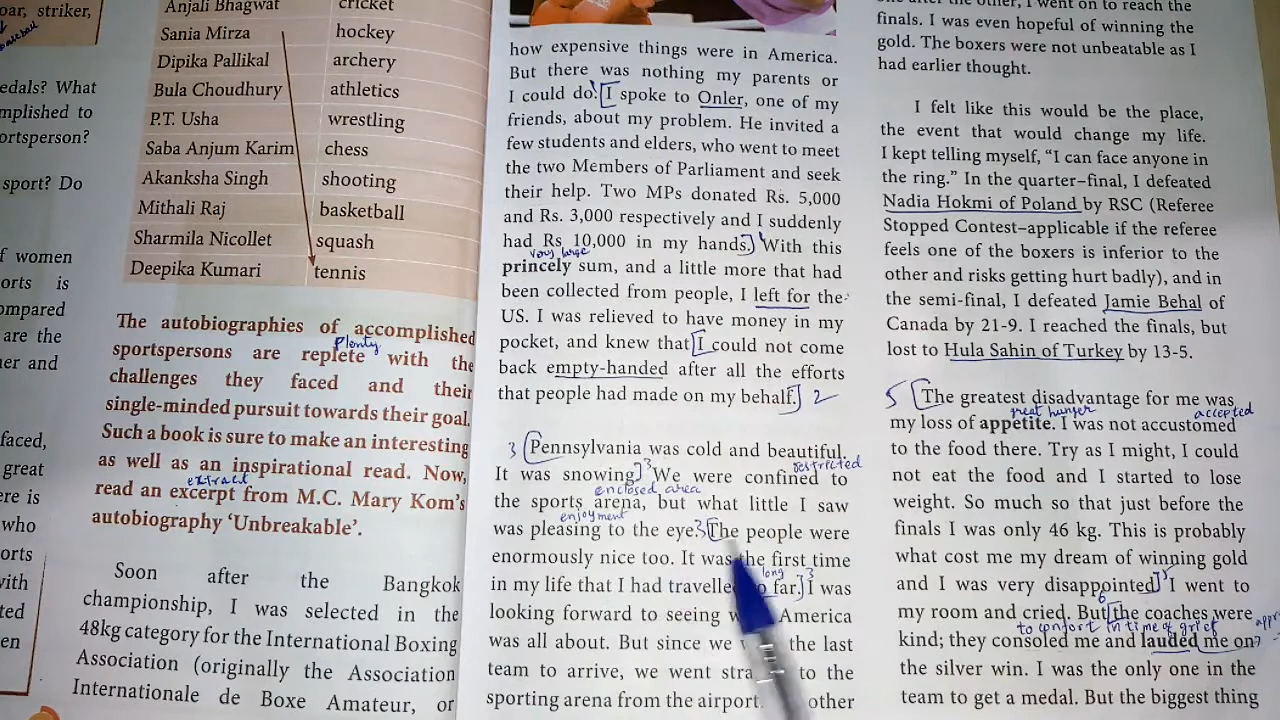 oar, striker,
edals? What
mplished to
ortsperson?
sport? Do
f women
orts is
ompared
are the
her and
faced,
great
ere is
who
orts
with
ted
en
Anjali Bhagwat cricket
Sania Mirza hockey
Dipika Pallikal archery
Bula Choudhury athletics
P.T. Usha wrestling
Saba Anjum Karim chess
Akanksha Singh shooting
Mithali Raj basketball
Sharmila Nicollet squash
Deepika Kumari tennis
The autobiographies of accomplished
plenty
sportspersons are replete with the
challenges they faced and their
single-minded pursuit towards their goal.
Such a book is sure to make an interesting
as well as an inspirational read. Now,
extract
read an excerpt from M.C. Mary Kom's
autobiography 'Unbreakable'.
Soon after the Bangkok
championship, I was selected in the
48kg category for the International Boxing
Association (originally the Association
Internationale de Boxe Amateur, or
how expensive things were in America.
But there was nothing my parents or
I could do. [I spoke to Onler, one of my
friends, about my problem. He invited a
few students and elders, who went to meet
the two Members of Parliament and seek
their help. Two MPs donated Rs. 5,000
and Rs. 3,000 respectively and I suddenly
had Rs 10,000 in my hands.] With this
very large
princely sum, and a little more that had
been collected from people, I left for the
US. I was relieved to have money in my
pocket, and knew that [I could not come
back empty-handed after all the efforts
that people had made on my behalf.] 2
3 [Pennsylvania was cold and beautiful.
It was snowing.]3 We were confined to
restricted
enclosed area
the sports arena, but what little I saw
enjoyment
was pleasing to the eye. 3[The people were
enormously nice too. It was the first time
long
in my life that I had travelled far.]3 I was
looking forward to seeing America
was all about. But since we the last
team to arrive, we went to the
sporting arena from the airport. other
one after the other, I went on to reach the
finals. I was even hopeful of winning the
gold. The boxers were not unbeatable as I
had earlier thought.
I felt like this would be the place,
the event that would change my life.
I kept telling myself, "I can face anyone in
the ring." In the quarter–final, I defeated
Nadia Hokmi of Poland by RSC (Referee
Stopped Contest–applicable if the referee
feels one of the boxers is inferior to the
other and risks getting hurt badly), and in
the semi-final, I defeated Jamie Behal of
Canada by 21-9. I reached the finals, but
lost to Hula Sahin of Turkey by 13-5.
5 [The greatest disadvantage for me was
great hunger accepted
my loss of appetite. I was not accustomed
to the food there. Try as I might, I could
not eat the food and I started to lose
weight. So much so that just before the
finals I was only 46 kg. This is probably
what cost me my dream of winning gold
and I was very disappointed.]5 I went to
6
my room and cried. But [the coaches were
to comfort in time of grief
kind; they consoled me and lauded me on
the silver win. I was the only one in the
team to get a medal. But the biggest thing